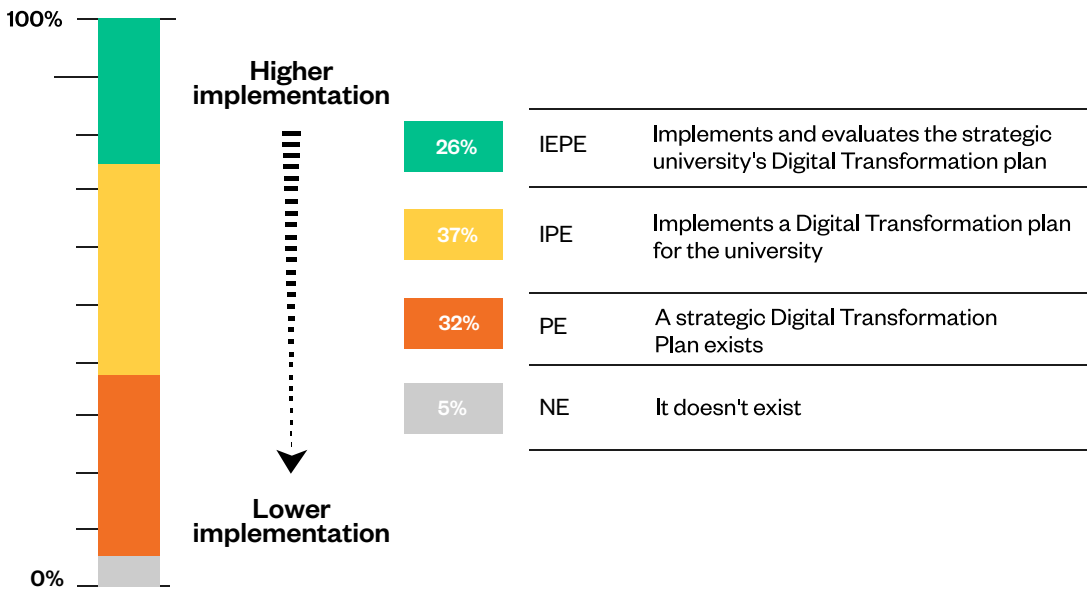 100%
Higher
implementation
26%
IEPE
Implements and evaluates the strategic
university's Digital Transformation plan
37%
IPE
Implements a Digital Transformation plan
for the university
32%
PE
A strategic Digital Transformation
Plan exists
5%
NE
It doesn't exist
Lower
implementation
0%